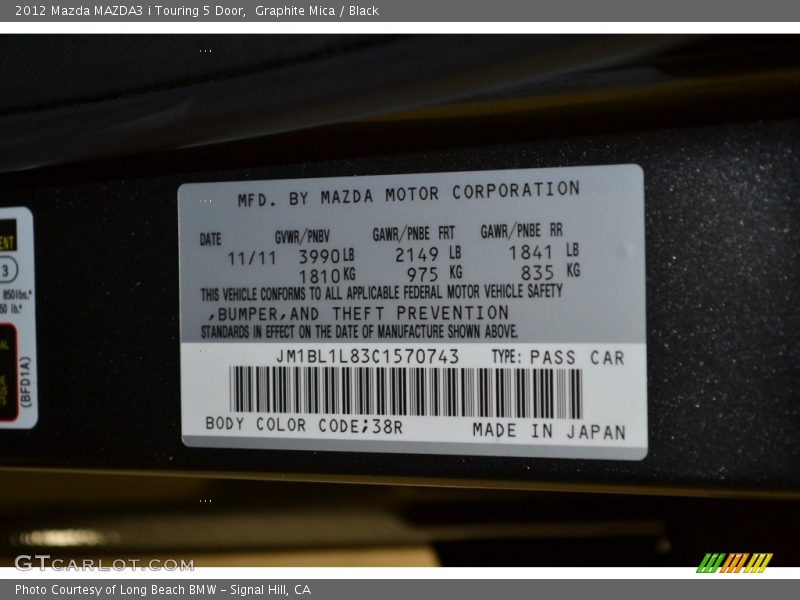 2012 Mazda MAZDA3 i Touring 5 Door,  Graphite Mica / Black
MFD. BY MAZDA MOTOR CORPORATION
DATE GVWR/PNBV GAWR/PNBE FRT GAWR/PNBE RR
11/11 3990 LB 2149 LB 1841 LB
1810 KG 975 KG 835 KG
THIS VEHICLE CONFORMS TO ALL APPLICABLE FEDERAL MOTOR VEHICLE SAFETY
,BUMPER,AND THEFT PREVENTION
STANDARDS IN EFFECT ON THE DATE OF MANUFACTURE SHOWN ABOVE.
JM1BL1L83C1570743 TYPE: PASS CAR
BODY COLOR CODE;38R MADE IN JAPAN
3
850lbs.*
(BFD1A)
GTCARLOT.COM
Photo Courtesy of Long Beach BMW – Signal Hill, CA